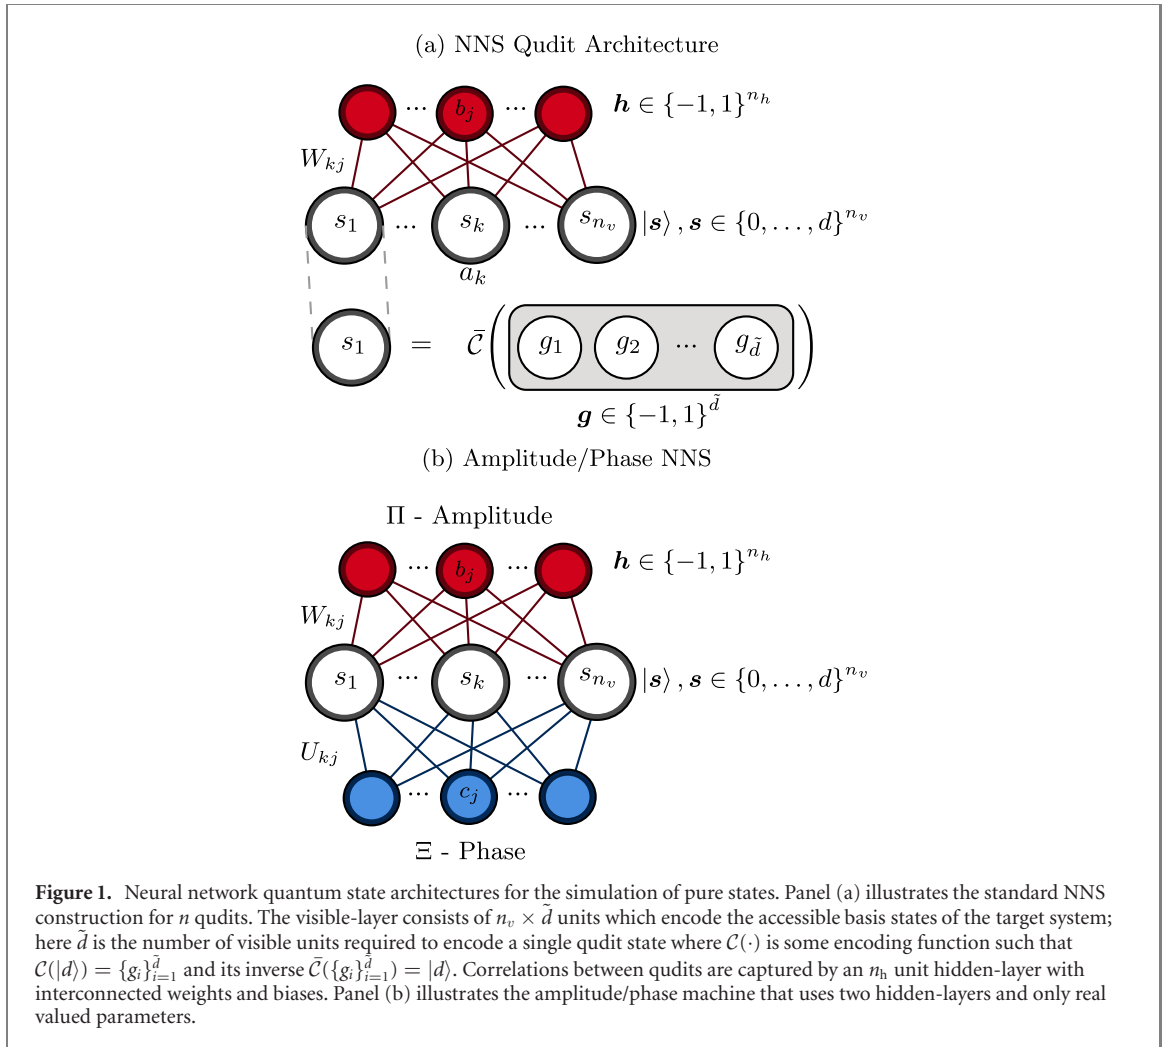 (a) NNS Qudit Architecture
... b_j ... h ∈ {−1, 1}^{n_h}
W_{kj}
s_1 ... s_k ... s_{n_v} |s⟩ , s ∈ {0, . . . , d}^{n_v}
a_k
s_1 = C̄ ( g_1 g_2 ... g_{d̃} )
g ∈ {−1, 1}^{d̃}
(b) Amplitude/Phase NNS
Π - Amplitude
... b_j ... h ∈ {−1, 1}^{n_h}
W_{kj}
s_1 ... s_k ... s_{n_v} |s⟩ , s ∈ {0, . . . , d}^{n_v}
U_{kj}
... c_j ...
Ξ - Phase
Figure 1. Neural network quantum state architectures for the simulation of pure states. Panel (a) illustrates the standard NNS
construction for n qudits. The visible-layer consists of n_v × d̃ units which encode the accessible basis states of the target system;
here d̃ is the number of visible units required to encode a single qudit state where C(·) is some encoding function such that
C(|d⟩) = {g_i}_{i=1}^{d̃} and its inverse C̄({g_i}_{i=1}^{d̃}) = |d⟩. Correlations between qudits are captured by an n_h unit hidden-layer with
interconnected weights and biases. Panel (b) illustrates the amplitude/phase machine that uses two hidden-layers and only real
valued parameters.